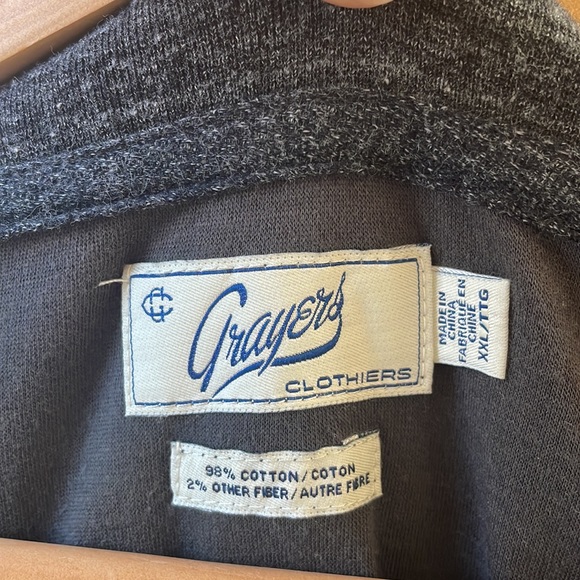 Grayers
CLOTHIERS
MADE IN
CHINA
FABRIQUÉ EN
CHINE
XXL/TTG
98% COTTON/COTON
2% OTHER FIBER/AUTRE FIBRE